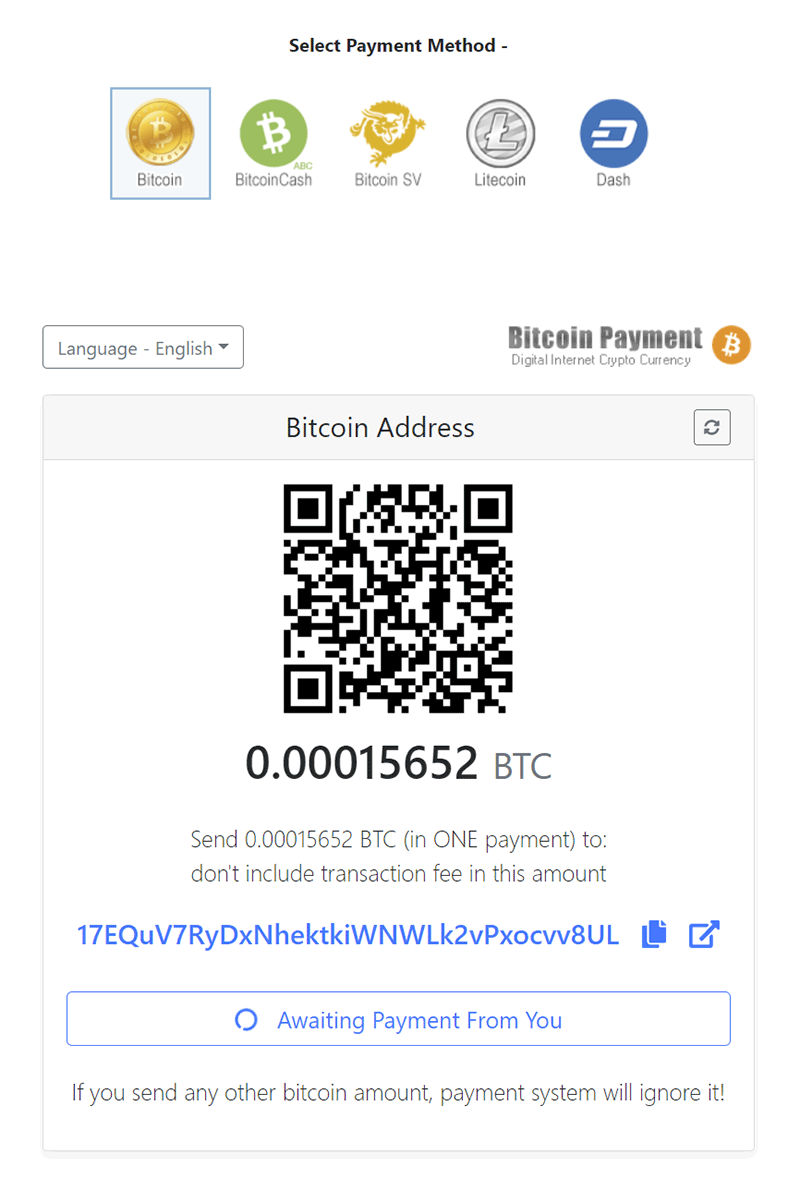 Select Payment Method -
Bitcoin
BitcoinCash
ABC
Bitcoin SV
Litecoin
Dash
Language - English
Bitcoin Payment
Digital Internet Crypto Currency
Bitcoin Address
0.00015652 BTC
Send 0.00015652 BTC (in ONE payment) to:
don't include transaction fee in this amount
17EQuV7RyDxNhektkiWNWLk2vPxocvv8UL
Awaiting Payment From You
If you send any other bitcoin amount, payment system will ignore it!